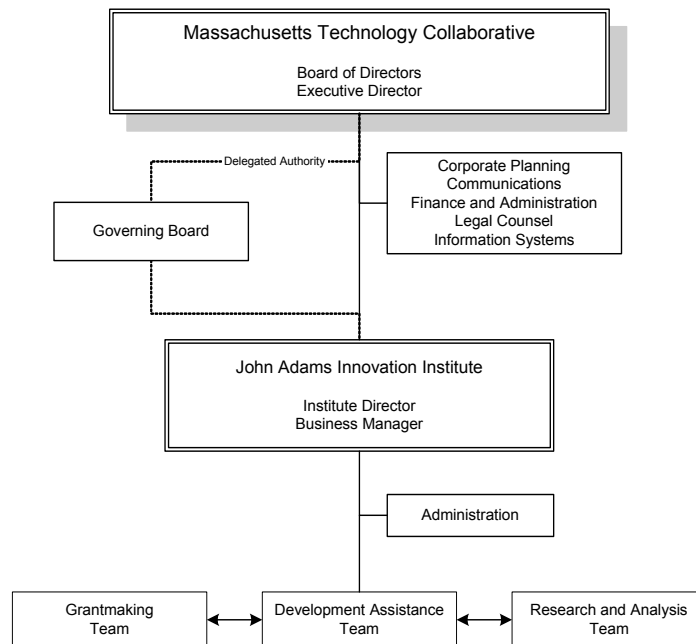 Massachusetts Technology Collaborative
Board of Directors
Executive Director
Delegated Authority
Corporate Planning
Communications
Finance and Administration
Legal Counsel
Information Systems
Governing Board
John Adams Innovation Institute
Institute Director
Business Manager
Administration
Grantmaking
Team
Development Assistance
Team
Research and Analysis
Team